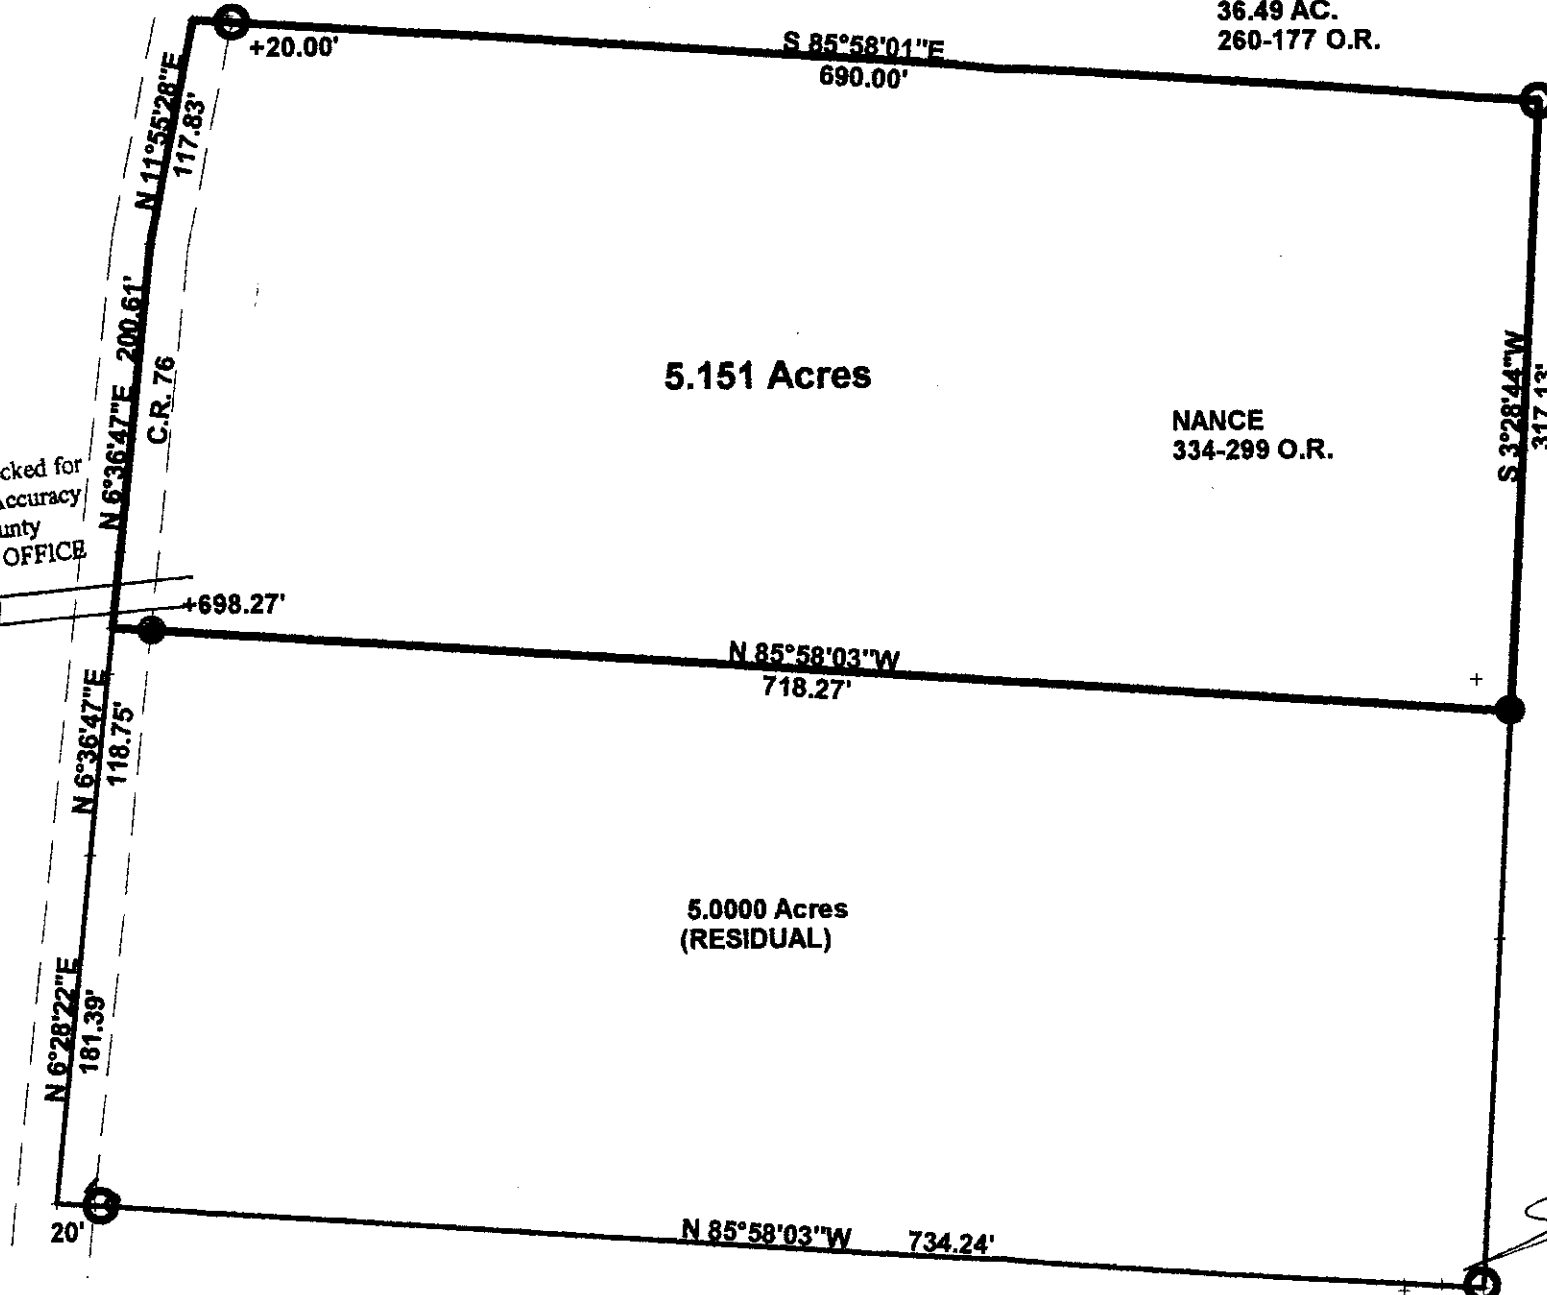 36.49 AC.
260-177 O.R.
+20.00'
S 85°58'01"E
690.00'
N 11°55'28"E
117.83'
N 6°36'47"E 200.61'
C.R. 76
5.151 Acres
NANCE
334-299 O.R.
S 3°28'44"W
317.13'
cked for
Accuracy
unty
OFFICE
+698.27'
N 85°58'03"W
718.27'
N 6°36'47"E
118.75'
5.0000 Acres
(RESIDUAL)
N 6°28'22"E
181.39'
20'
N 85°58'03"W 734.24'